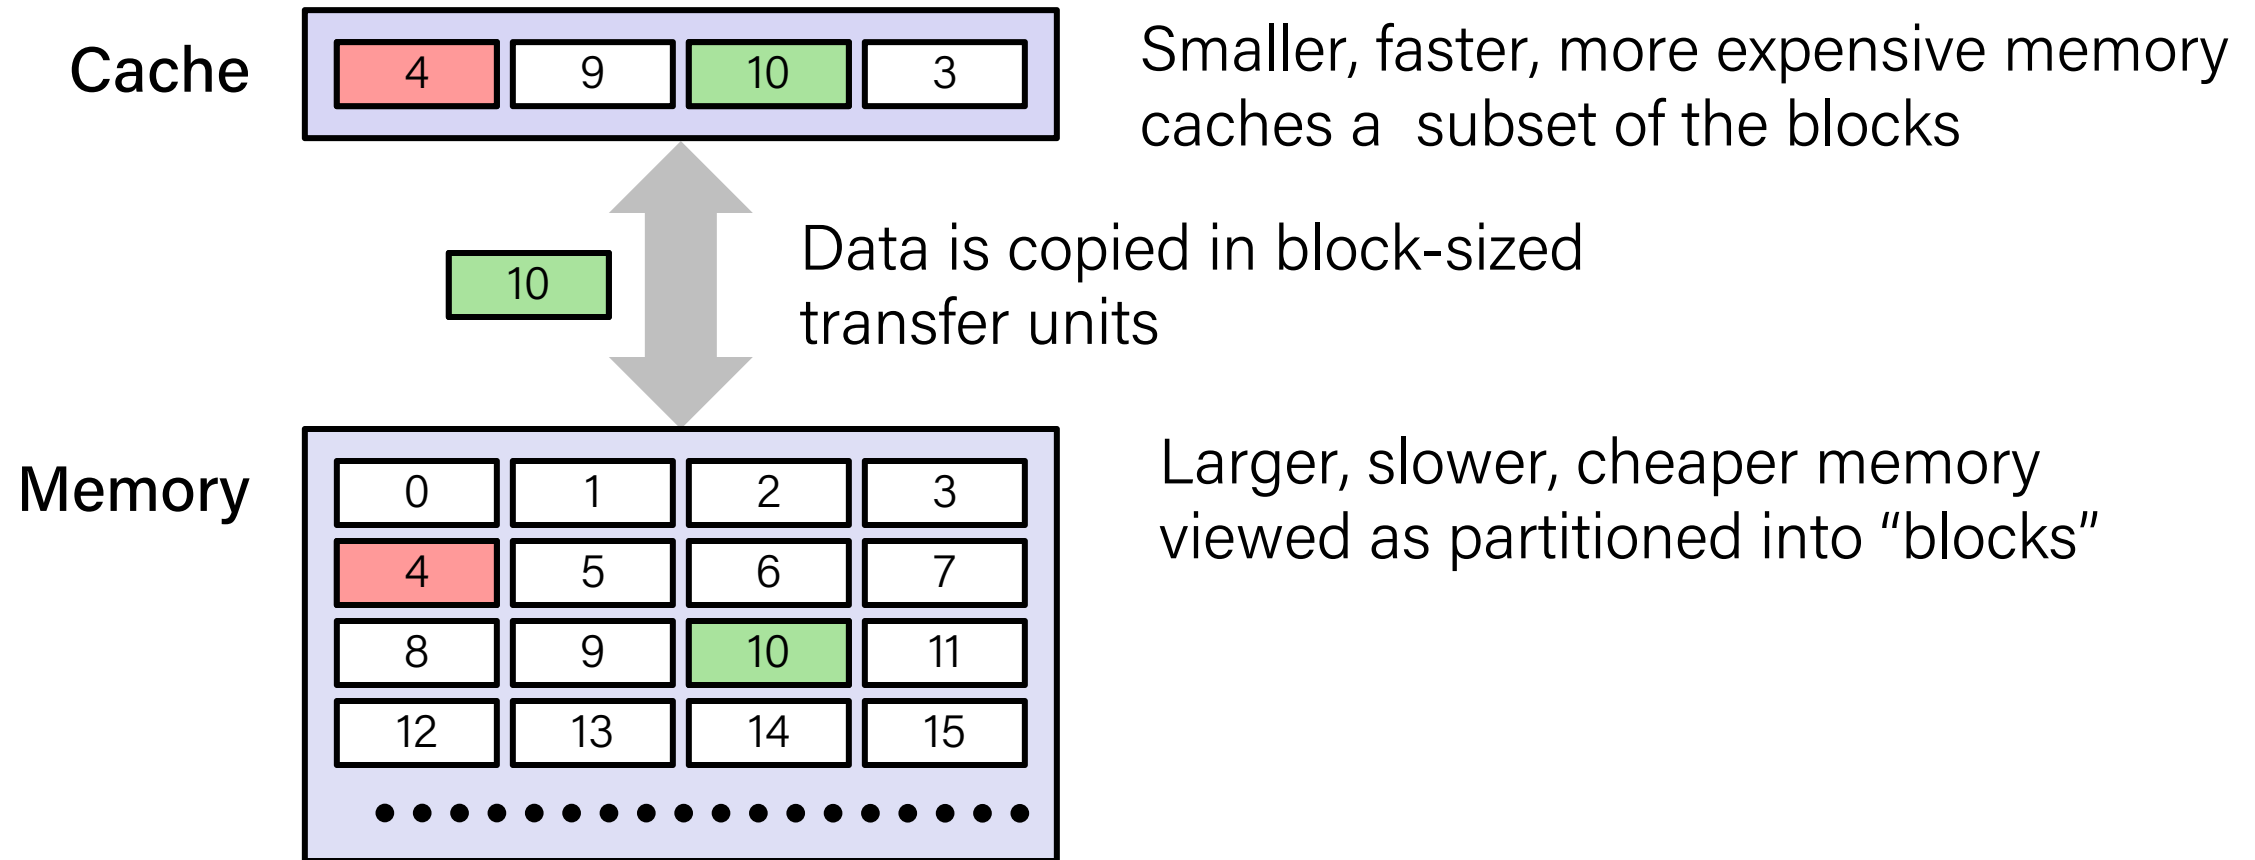 Cache
4 9 10 3
Smaller, faster, more expensive memory
caches a  subset of the blocks
10
Data is copied in block-sized
transfer units
Memory
0 1 2 3
4 5 6 7
8 9 10 11
12 13 14 15
Larger, slower, cheaper memory
viewed as partitioned into “blocks”